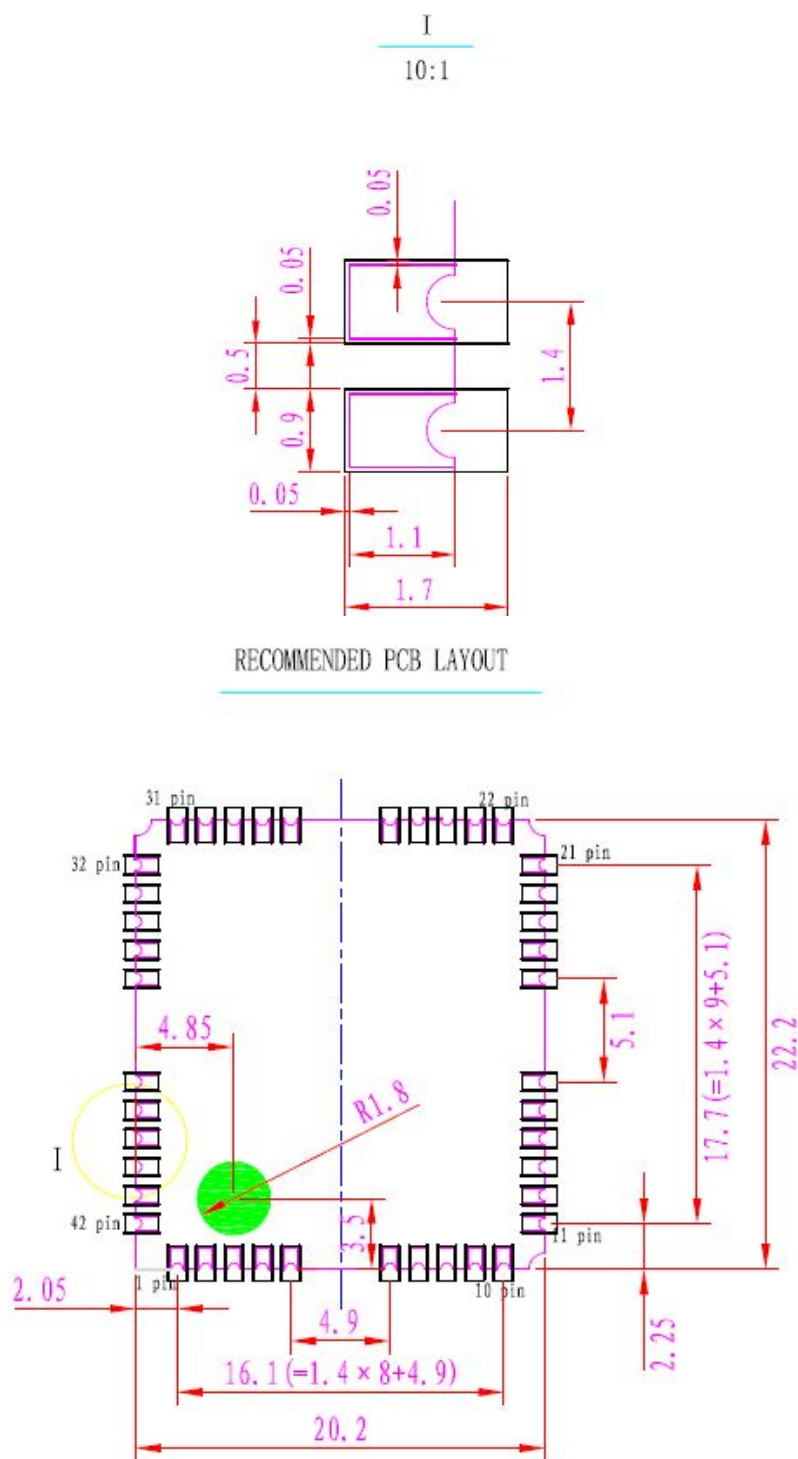 I
10:1
0.05
0.05
0.5
0.9
1.4
0.05
1.1
1.7
RECOMMENDED PCB LAYOUT
31 pin
22 pin
32 pin
21 pin
4.85
5.1
17.7(=1.4×9+5.1)
22.2
R1.8
I
42 pin
3.5
11 pin
1 pin
10 pin
2.05
2.25
4.9
16.1(=1.4×8+4.9)
20.2